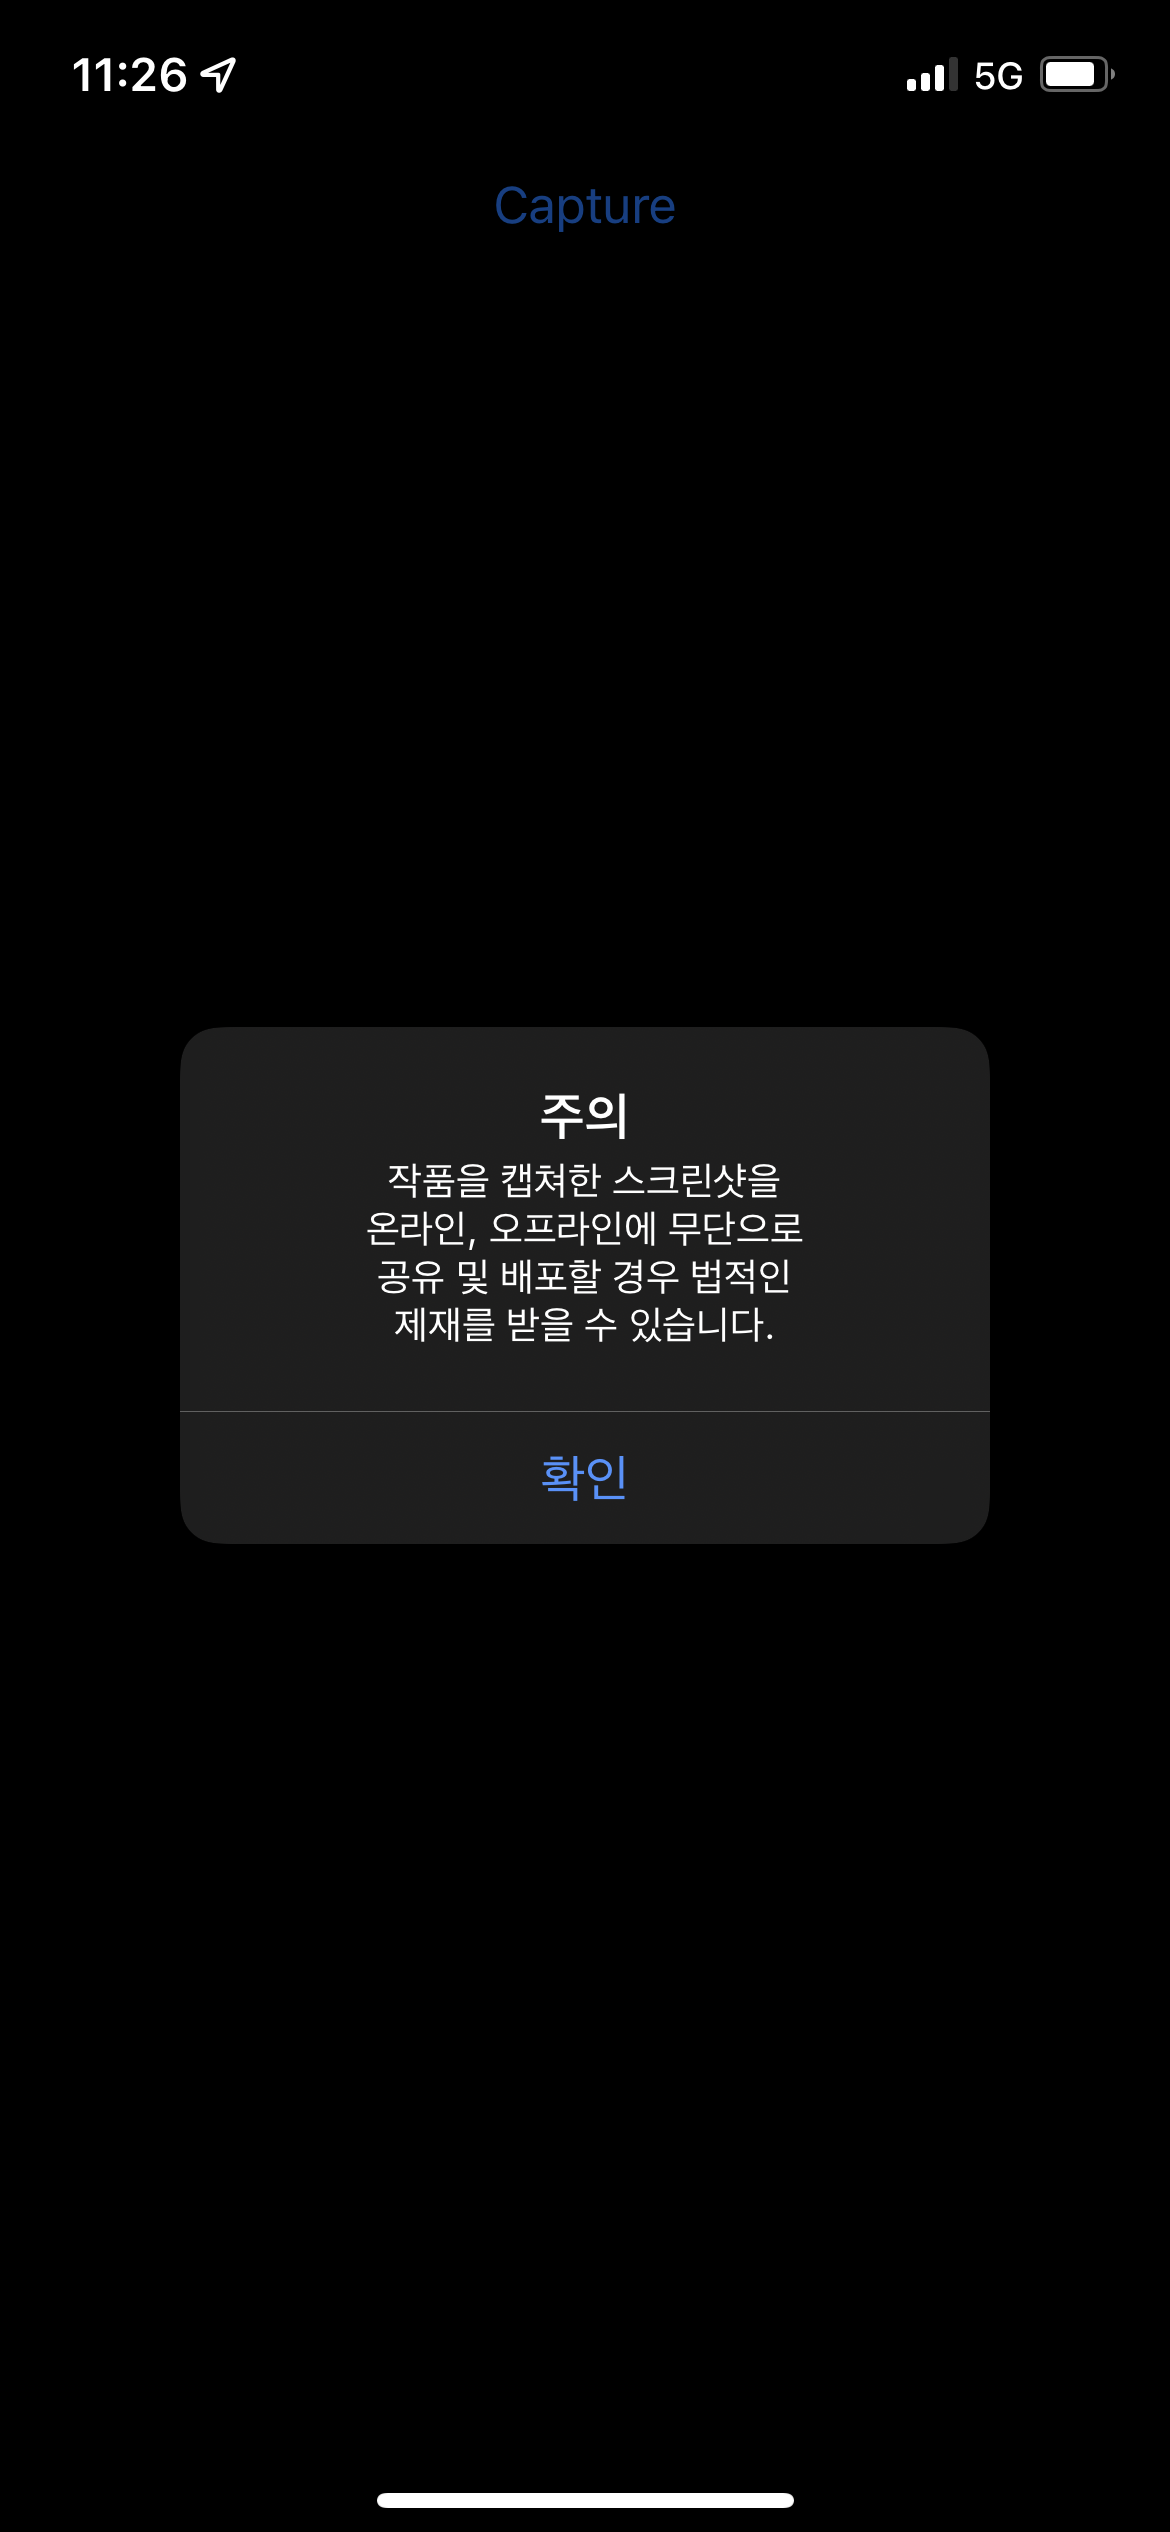 11:26
5G
Capture
주의
작품을 캡쳐한 스크린샷을
온라인, 오프라인에 무단으로
공유 및 배포할 경우 법적인
제재를 받을 수 있습니다.
확인